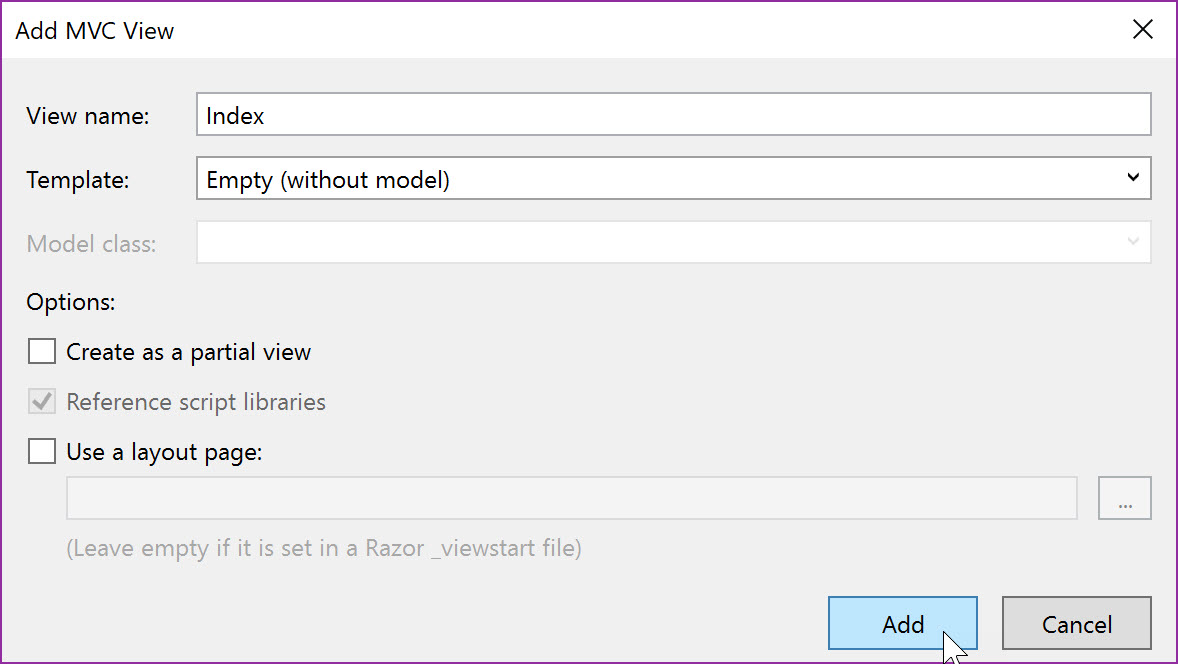 Add MVC View
View name: Index
Template: Empty (without model)
Model class:
Options:
Create as a partial view
Reference script libraries
Use a layout page:
...
(Leave empty if it is set in a Razor _viewstart file)
Add Cancel